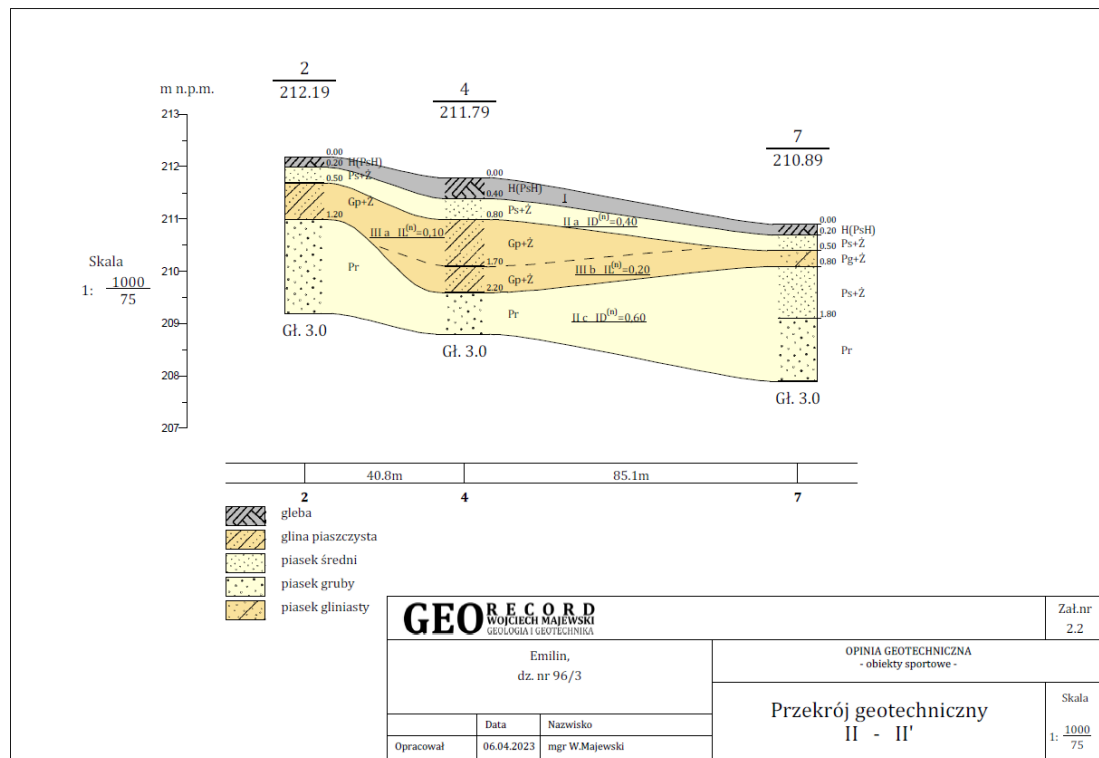 2
212.19
4
211.79
7
210.89
m n.p.m.
213
212
211
210
209
208
207
Skala
1: 1000
75
0.00
0.20 H(PsH)
Ps+Ż
0.50
Gp+Ż
1.20
Pr
Gł. 3.0
0.00
H(PsH)
0.40
Ps+Ż
0.80
Gp+Ż
1.70
Gp+Ż
2.20
Pr
Gł. 3.0
I
II a ID(n)=0,40
III a IL(n)=0,10
III b IL(n)=0,20
II c ID(n)=0,60
0.00
0.20 H(PsH)
0.50 Ps+Ż
0.80 Pg+Ż
Ps+Ż
1.80
Pr
Gł. 3.0
40.8m 85.1m
2 4 7
gleba
glina piaszczysta
piasek średni
piasek gruby
piasek gliniasty
GEO RECORD
WOJCIECH MAJEWSKI
GEOLOGIA I GEOTECHNIKA
Zał.nr
2.2
Emilin,
dz. nr 96/3
OPINIA GEOTECHNICZNA
- obiekty sportowe -
Przekrój geotechniczny
II - II'
Skala
1: 1000
75
Data Nazwisko
Opracował 06.04.2023 mgr W.Majewski